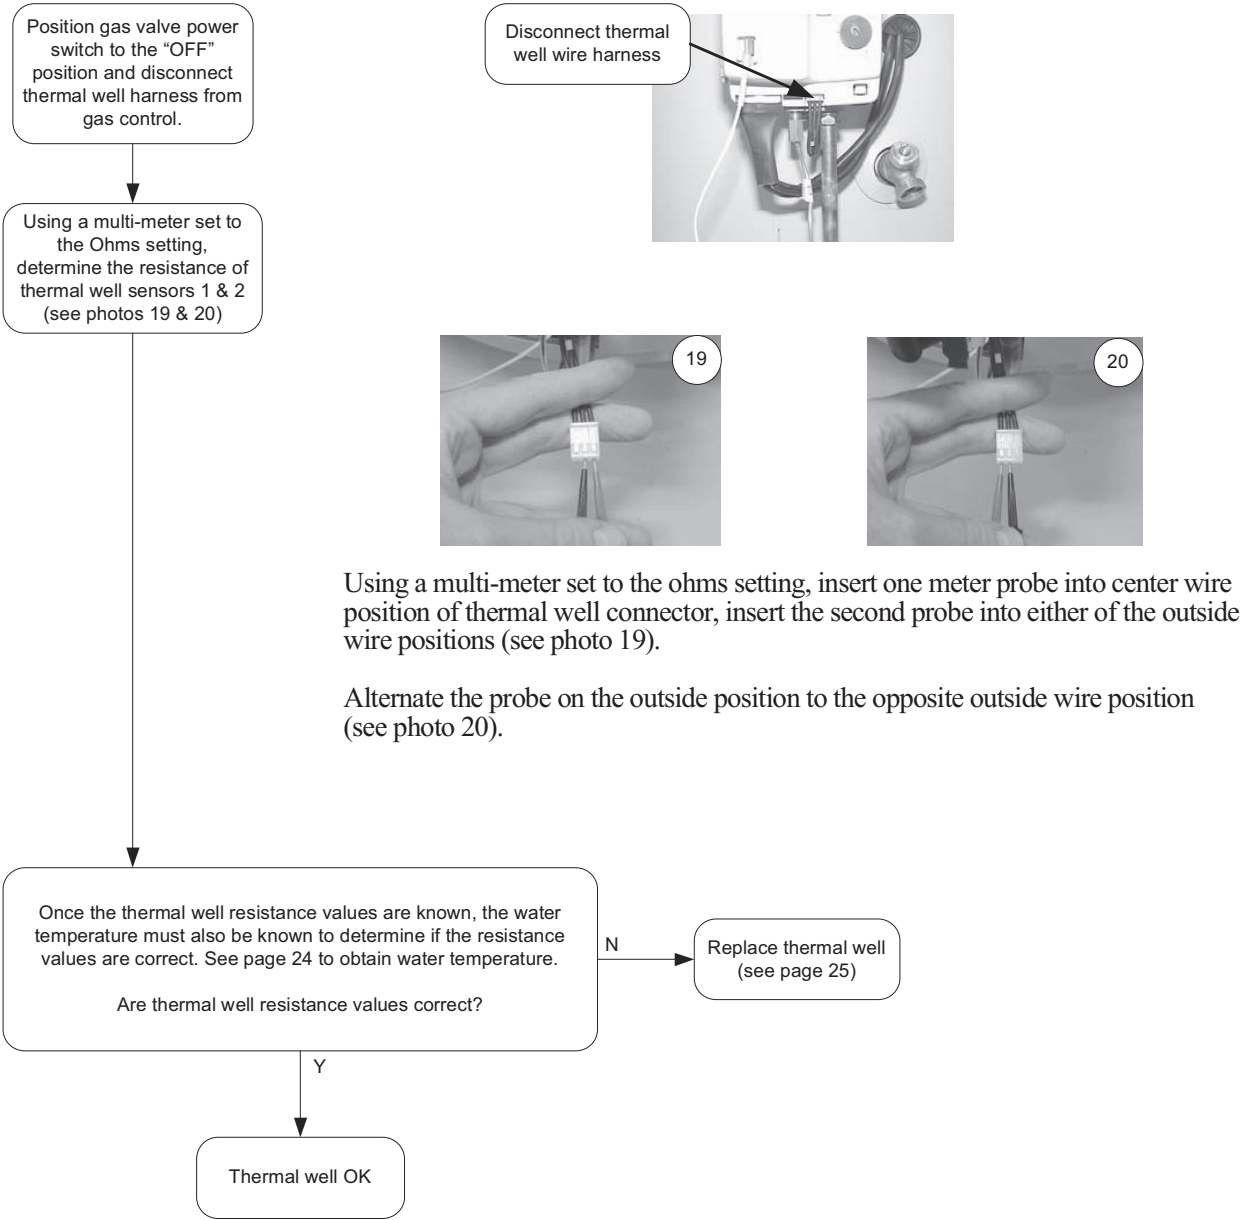 Position gas valve power
switch to the “OFF”
position and disconnect
thermal well harness from
gas control.
Disconnect thermal
well wire harness
Using a multi-meter set to
the Ohms setting,
determine the resistance of
thermal well sensors 1 & 2
(see photos 19 & 20)
19
20
Using a multi-meter set to the ohms setting, insert one meter probe into center wire
position of thermal well connector, insert the second probe into either of the outside
wire positions (see photo 19).
Alternate the probe on the outside position to the opposite outside wire position
(see photo 20).
Once the thermal well resistance values are known, the water
temperature must also be known to determine if the resistance
values are correct. See page 24 to obtain water temperature.
Are thermal well resistance values correct?
N
Replace thermal well
(see page 25)
Y
Thermal well OK